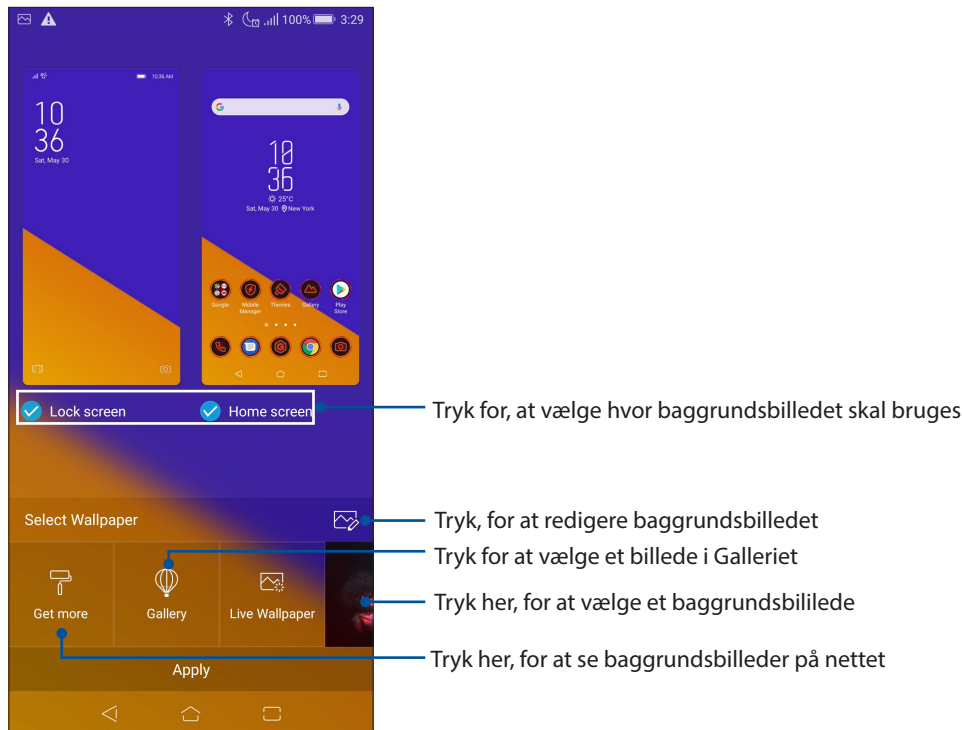 100% 3:29
10:36 AM
10
36
Sat, May 30
G
10
36
25°C
Sat, May 30 New York
Google Mobile Manager Themes Gallery Play Store
Lock screen
Home screen
Tryk for, at vælge hvor baggrundsbilledet skal bruges
Select Wallpaper
Tryk, for at redigere baggrundsbilledet
Tryk for at vælge et billede i Galleriet
Get more
Gallery
Live Wallpaper
Tryk her, for at vælge et baggrundsbililede
Tryk her, for at se baggrundsbilleder på nettet
Apply